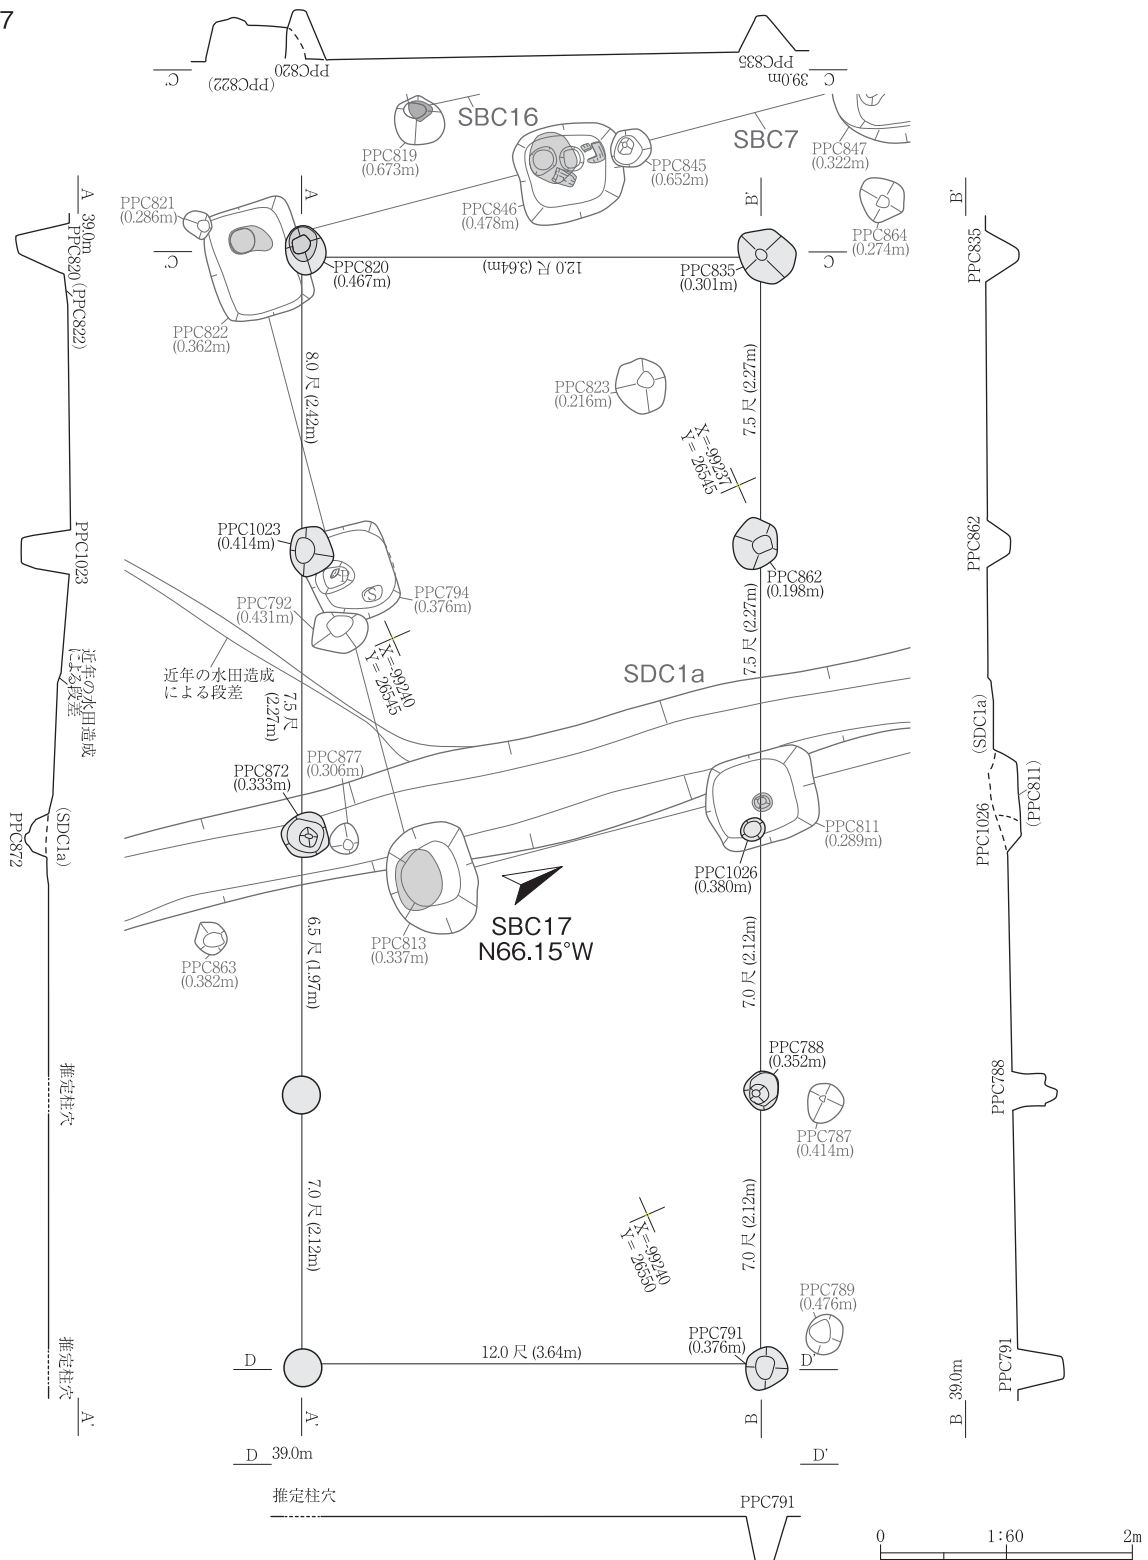 7
(PPC822)
PPC820
PPC835
C'
39.0m
C
SBC16
SBC7
PPC819
(0.673m)
PPC845
(0.652m)
PPC847
(0.322m)
PPC846
(0.478m)
PPC864
(0.274m)
A
39.0m
A
B'
B'
PPC821
(0.286m)
C'
C
PPC820
(PPC822)
PPC820
(0.467m)
12.0 尺 (3.64m)
PPC835
(0.301m)
PPC835
PPC822
(0.362m)
8.0 尺 (2.42m)
PPC823
(0.216m)
7.5 尺 (2.27m)
X=-99237
Y= 26545
PPC1023
PPC1023
(0.414m)
P
S
PPC794
(0.376m)
PPC792
(0.431m)
PPC862
(0.198m)
PPC862
X=-99240
Y= 26545
7.5 尺 (2.27m)
SDC1a
近年の水田造成
による段差
近年の水田造成
による段差
7.5 尺
(2.27m)
PPC877
(0.306m)
PPC872
(0.333m)
(SDC1a)
(PPC811)
PPC1026
PPC872
(SDC1a)
PPC811
(0.289m)
PPC1026
(0.380m)
SBC17
N66.15°W
PPC813
(0.337m)
PPC863
(0.382m)
6.5 尺 (1.97m)
7.0 尺 (2.12m)
推定柱穴
PPC788
(0.352m)
PPC788
PPC787
(0.414m)
7.0 尺 (2.12m)
7.0 尺 (2.12m)
X=-99240
Y= 26550
PPC789
(0.476m)
推定柱穴
D
12.0 尺 (3.64m)
PPC791
(0.376m)
D'
PPC791
A'
A'
B
B
39.0m
D
39.0m
D'
推定柱穴
PPC791
0
1:60
2m